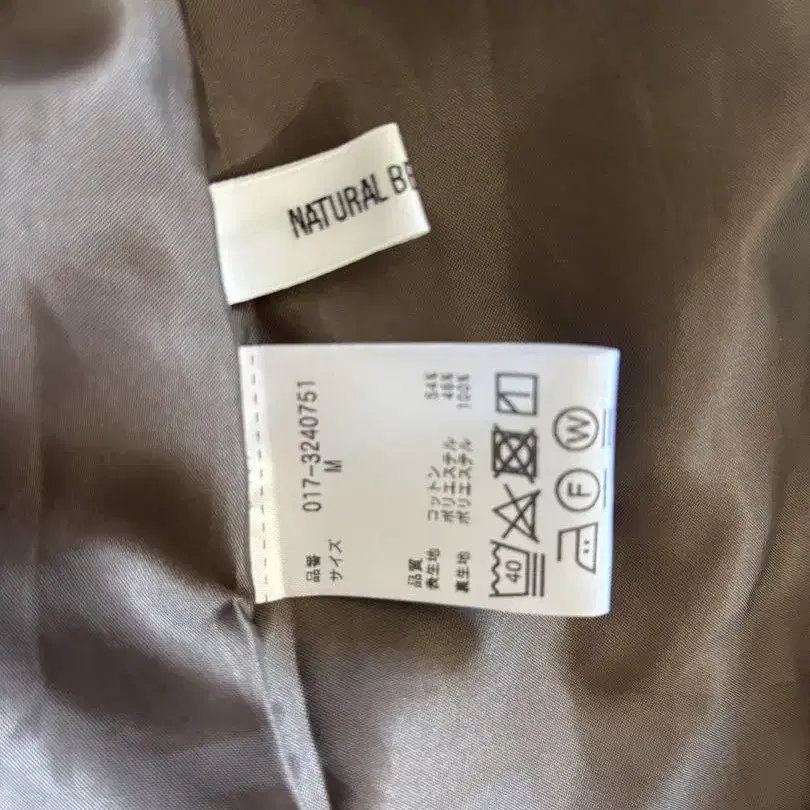 NATURAL BE
品番 017-3240751
サイズ M
品質
表生地 コットン 54%
ポリエステル 46%
裏生地 ポリエステル 100%
40
F W